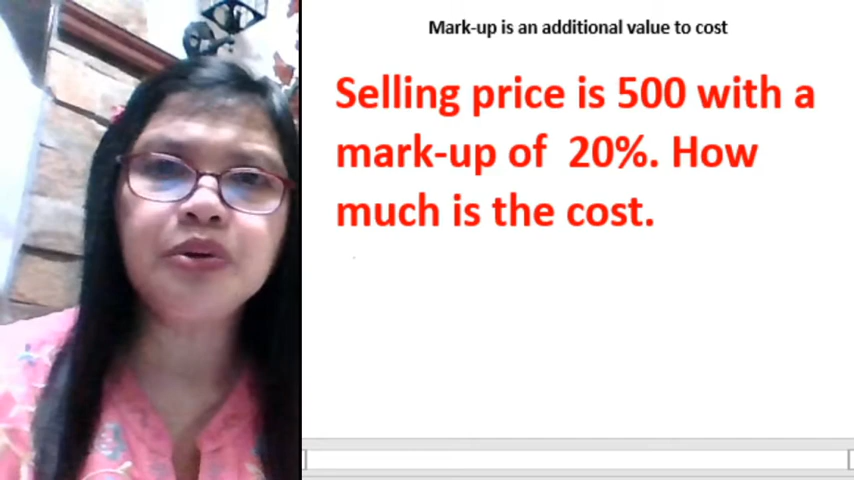 Mark-up is an additional value to cost
Selling price is 500 with a
mark-up of 20%. How
much is the cost.